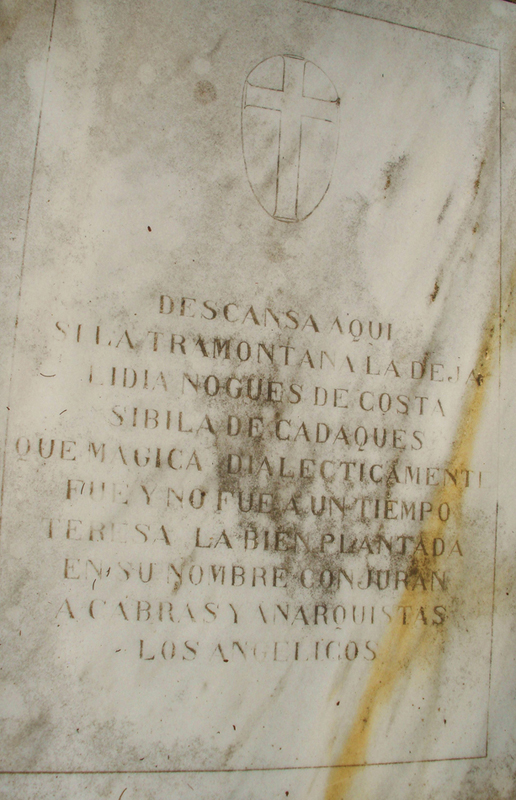 DESCANSA AQUI
SI LA TRAMONTANA LA DEJA
LIDIA NOGUES DE COSTA
SIBILA DE CADAQUES
QUE MAGICA DIALECTICAMENTE
FUE Y NO FUE A UN TIEMPO
TERESA LA BIEN PLANTADA
EN SU NOMBRE CONJURAN
A CABRAS Y ANARQUISTAS
LOS ANGELICOS